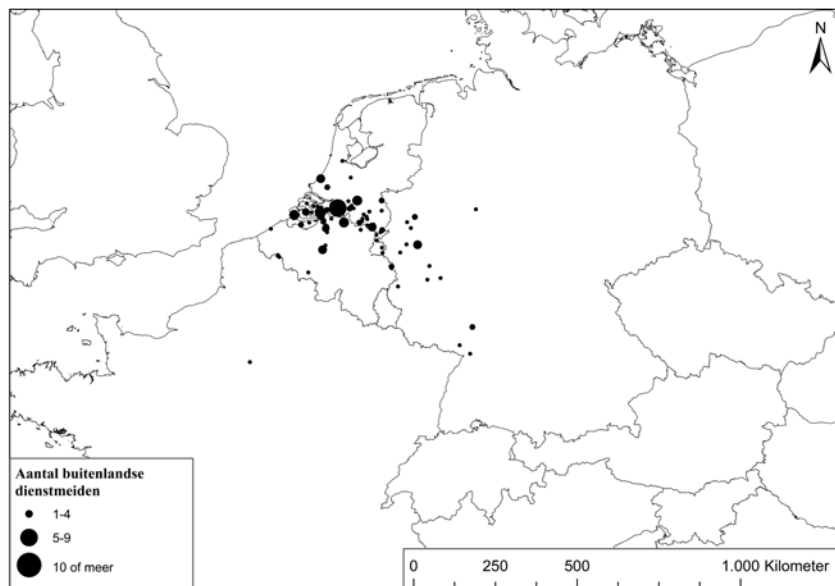 N
Aantal buitenlandse
dienstmeiden
1-4
5-9
10 of meer
0 250 500 1.000 Kilometer